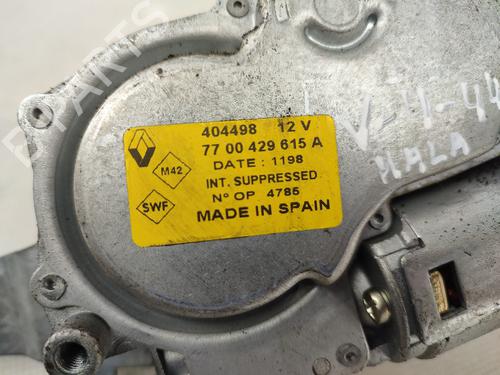 B PARTS
404498 12 V
77 00 429 615 A
DATE : 1198
M42
INT. SUPPRESSED
Nº OP 4785
SWF
MADE IN SPAIN
MALA